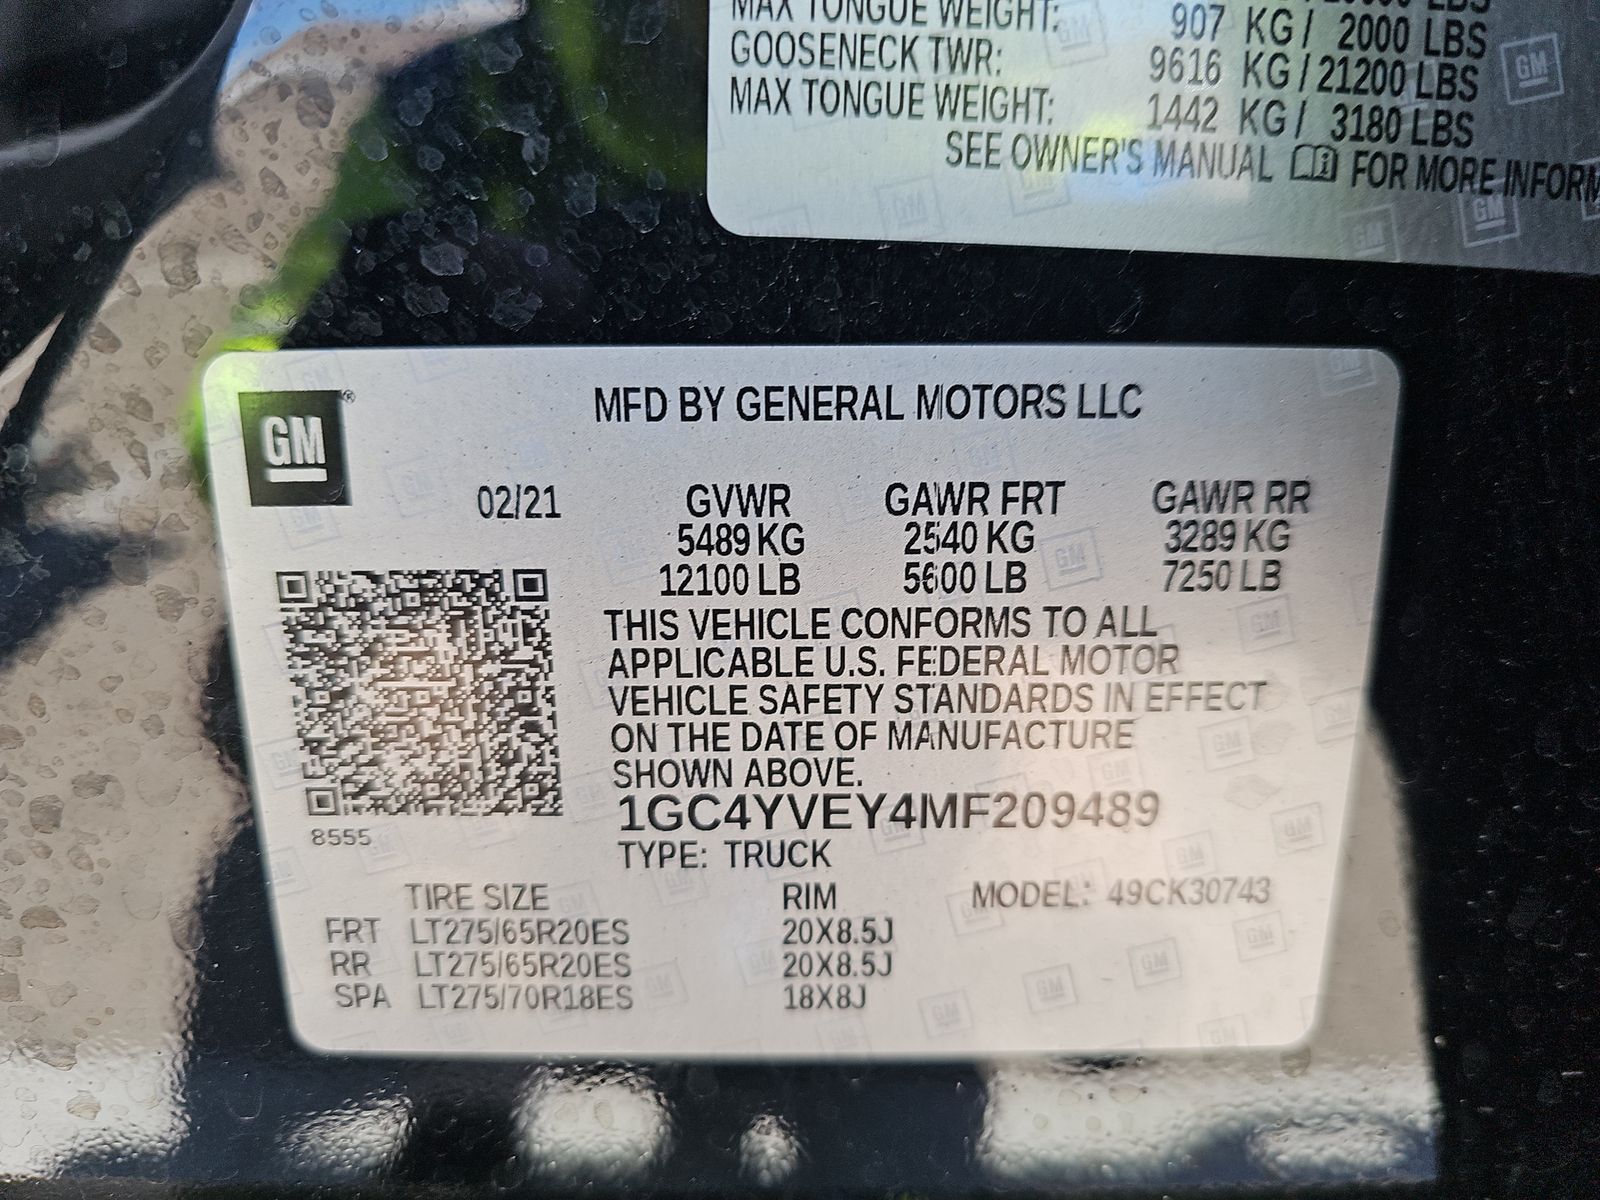 LBS
MAX TONGUE WEIGHT: 907 KG / 2000 LBS
GOOSENECK TWR: 9616 KG / 21200 LBS
MAX TONGUE WEIGHT: 1442 KG / 3180 LBS
SEE OWNER'S MANUAL FOR MORE INFORM
GM ®
MFD BY GENERAL MOTORS LLC
02/21 GVWR GAWR FRT GAWR RR
5489 KG 2540 KG 3289 KG
12100 LB 5600 LB 7250 LB
THIS VEHICLE CONFORMS TO ALL
APPLICABLE U.S. FEDERAL MOTOR
VEHICLE SAFETY STANDARDS IN EFFECT
ON THE DATE OF MANUFACTURE
SHOWN ABOVE.
1GC4YVEY4MF209489
8555
TYPE: TRUCK
TIRE SIZE RIM MODEL: 49CK30743
FRT LT275/65R20ES 20X8.5J
RR LT275/65R20ES 20X8.5J
SPA LT275/70R18ES 18X8J